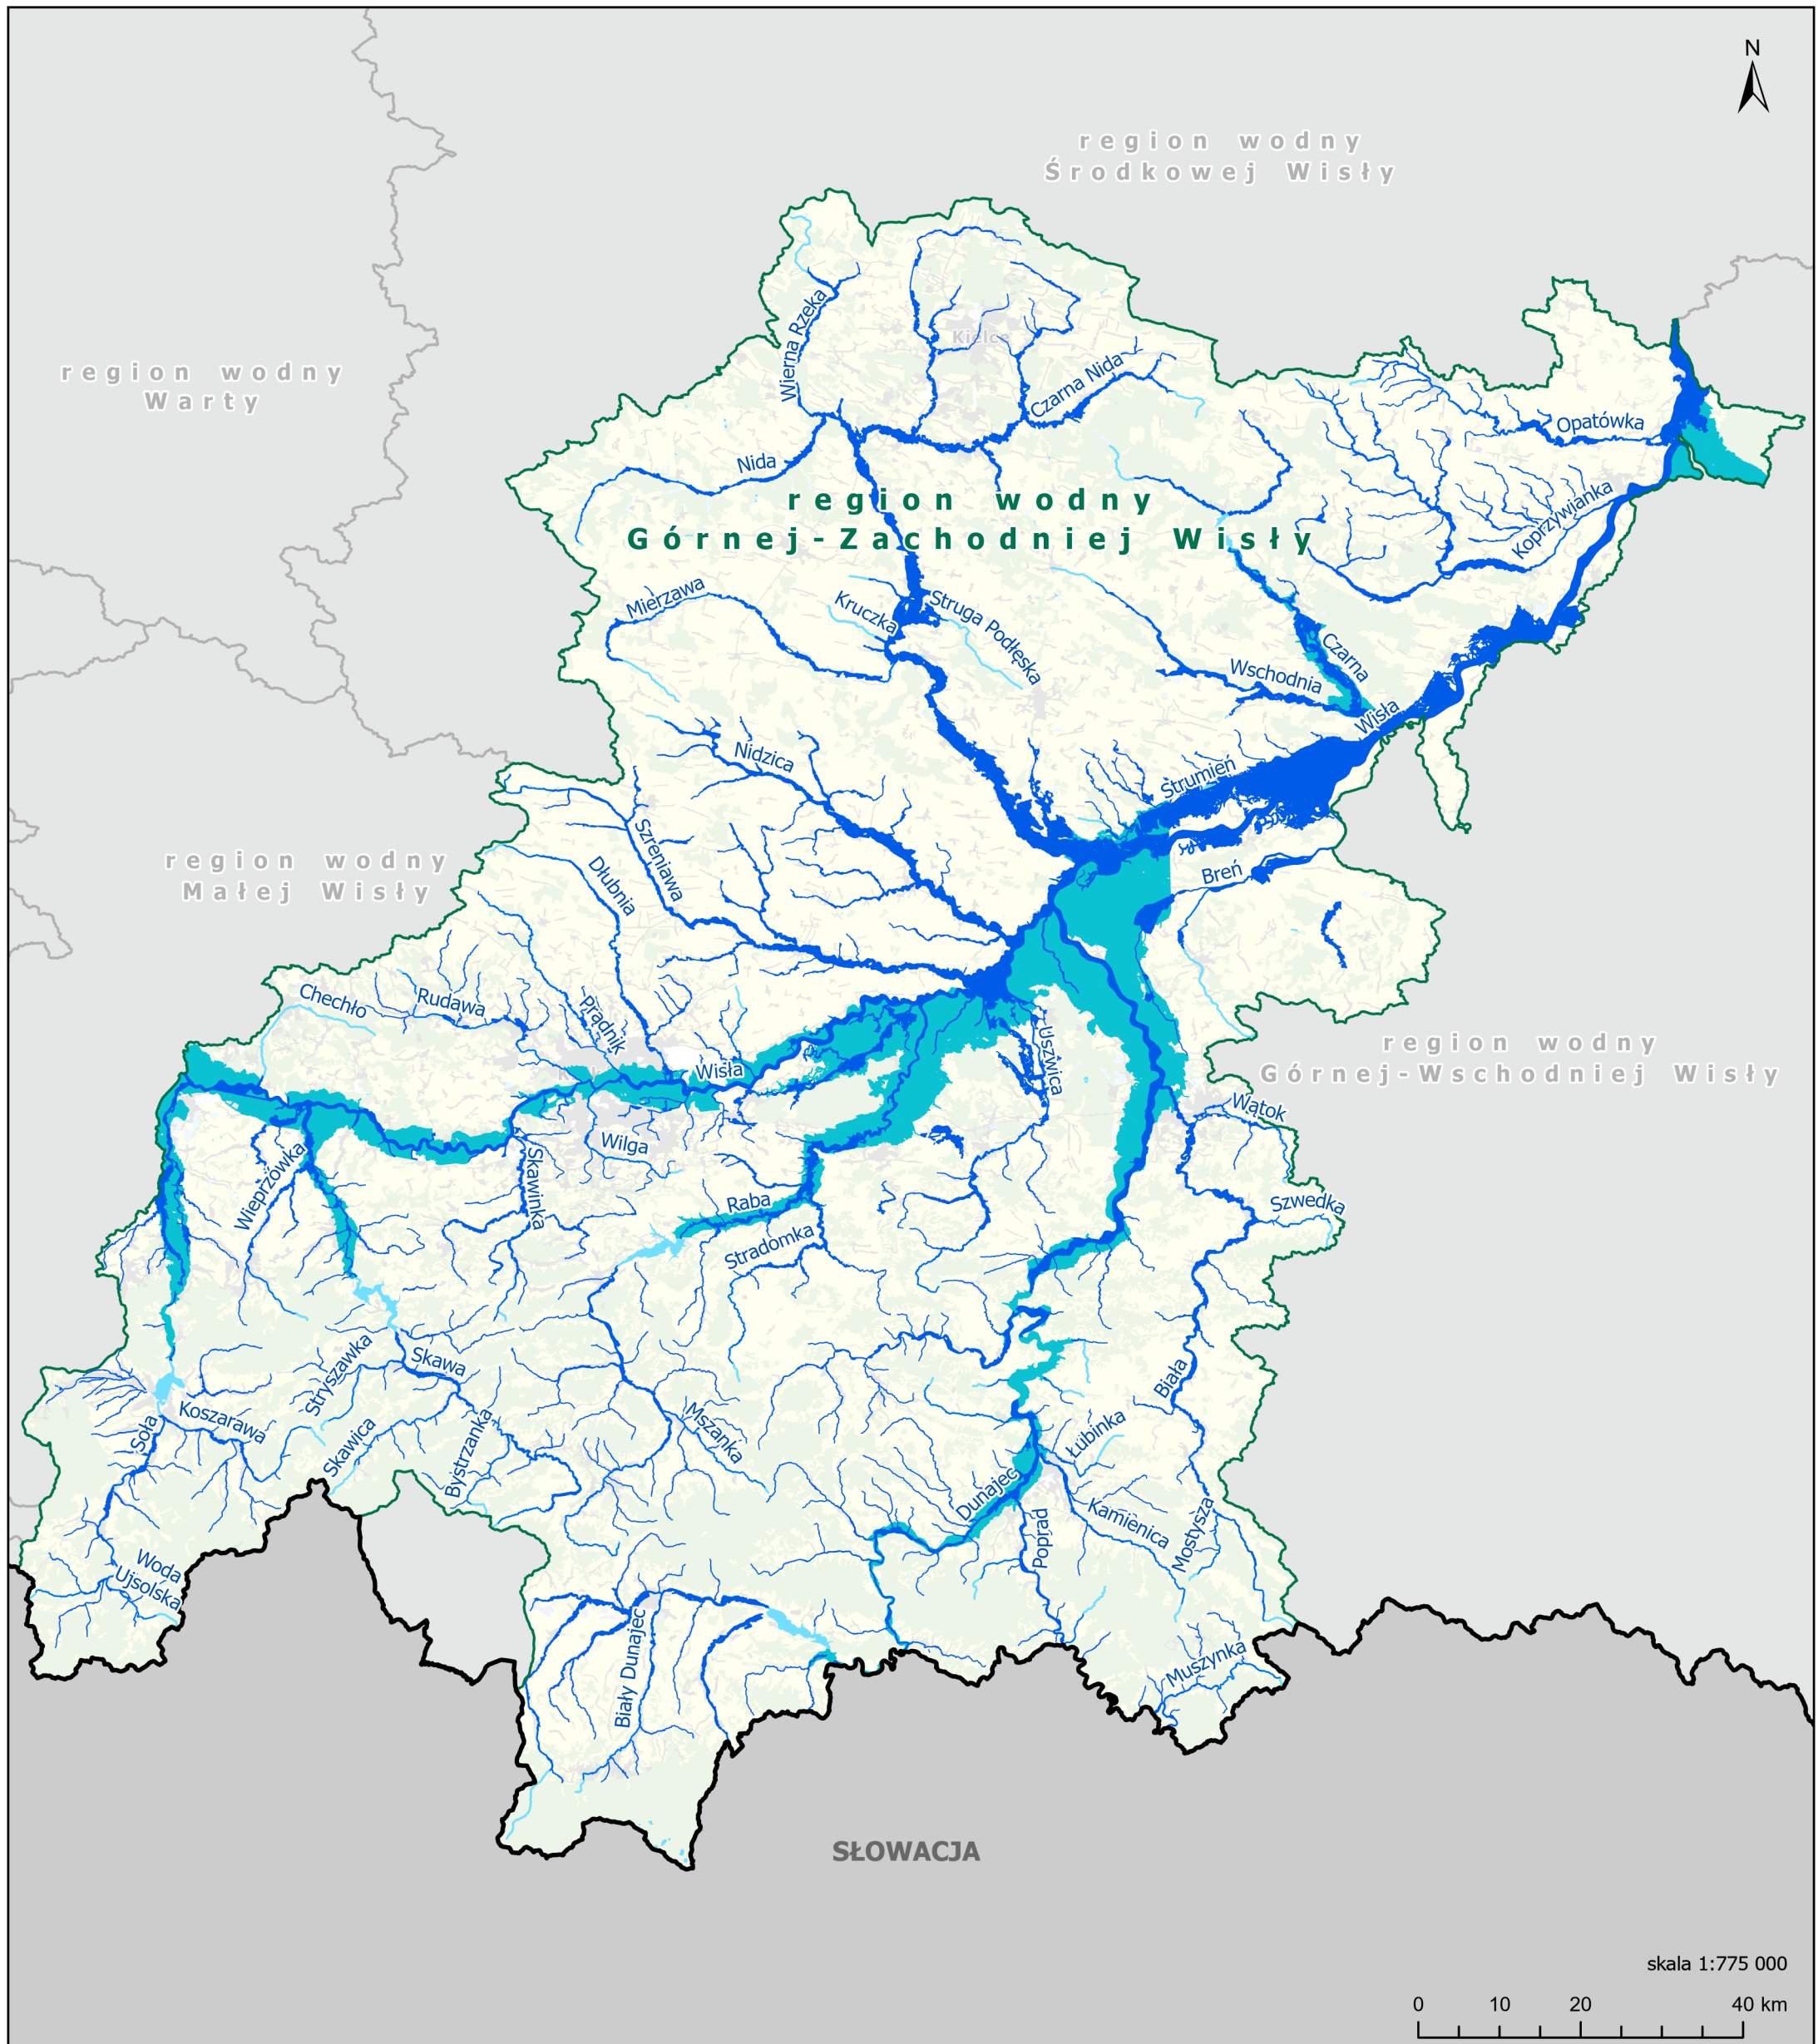 N
region wodny
Środkowej Wisły
Wierna Rzeka
Kielce
Czarna Nida
region wodny
Warty
Opatówka
Nida
region wodny
Górnej-Zachodniej Wisły
Koprzywianka
Mierzawa
Kruczka
Struga Podłęska
Czarna
Wschodnia
Wisła
Nidzica
Strumień
Szreniawa
Dłubnia
region wodny
Małej Wisły
Breń
Chechło
Rudawa
Prądnik
Uszwica
region wodny
Górnej-Wschodniej Wisły
Wisła
Wątok
Wilga
Skawinka
Wieprzówka
Raba
Szwedka
Stradomka
Stryszawka
Skawa
Biała
Soła
Koszarawa
Skawica
Bystrzanka
Mszanka
Łubinka
Dunajec
Kamienica
Poprad
Mostysza
Woda
Ujsolska
Biały Dunajec
Muszynka
SŁOWACJA
skala 1:775 000
0 10 20 40 km